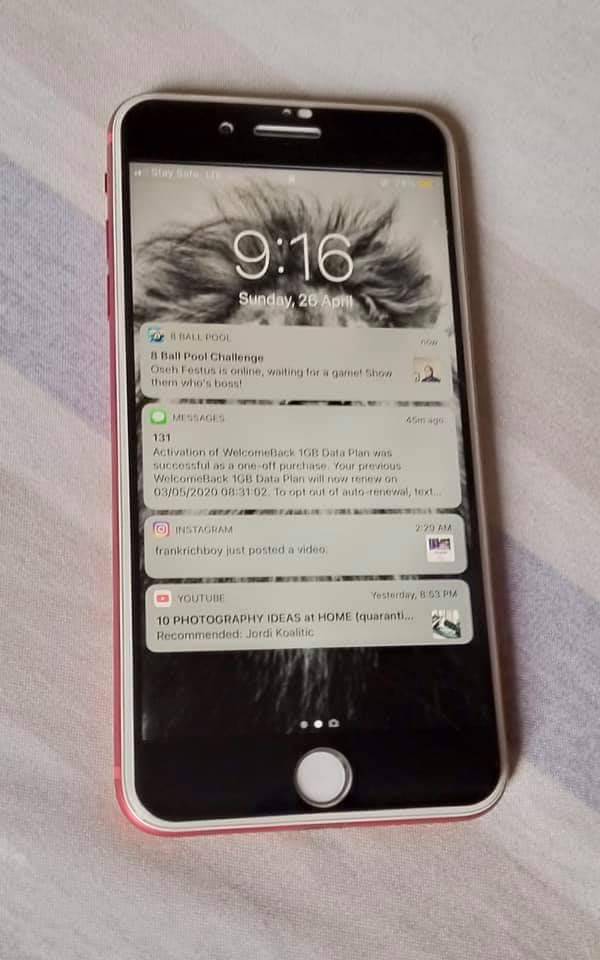 Stay Safe LTE
9:16
Sunday, 26 April
8 BALL POOL
now
8 Ball Pool Challenge
Oseh Festus is online, waiting for a game! Show
them who's boss!
MESSAGES
45m ago
131
Activation of WelcomeBack 1GB Data Plan was
successful as a one-off purchase. Your previous
WelcomeBack 1GB Data Plan will now renew on
03/05/2020 08:31:02. To opt out of auto-renewal, text...
INSTAGRAM
2:29 AM
frankrichboy just posted a video.
YOUTUBE
Yesterday, 8:53 PM
10 PHOTOGRAPHY IDEAS at HOME (quaranti...
Recommended: Jordi Koalitic